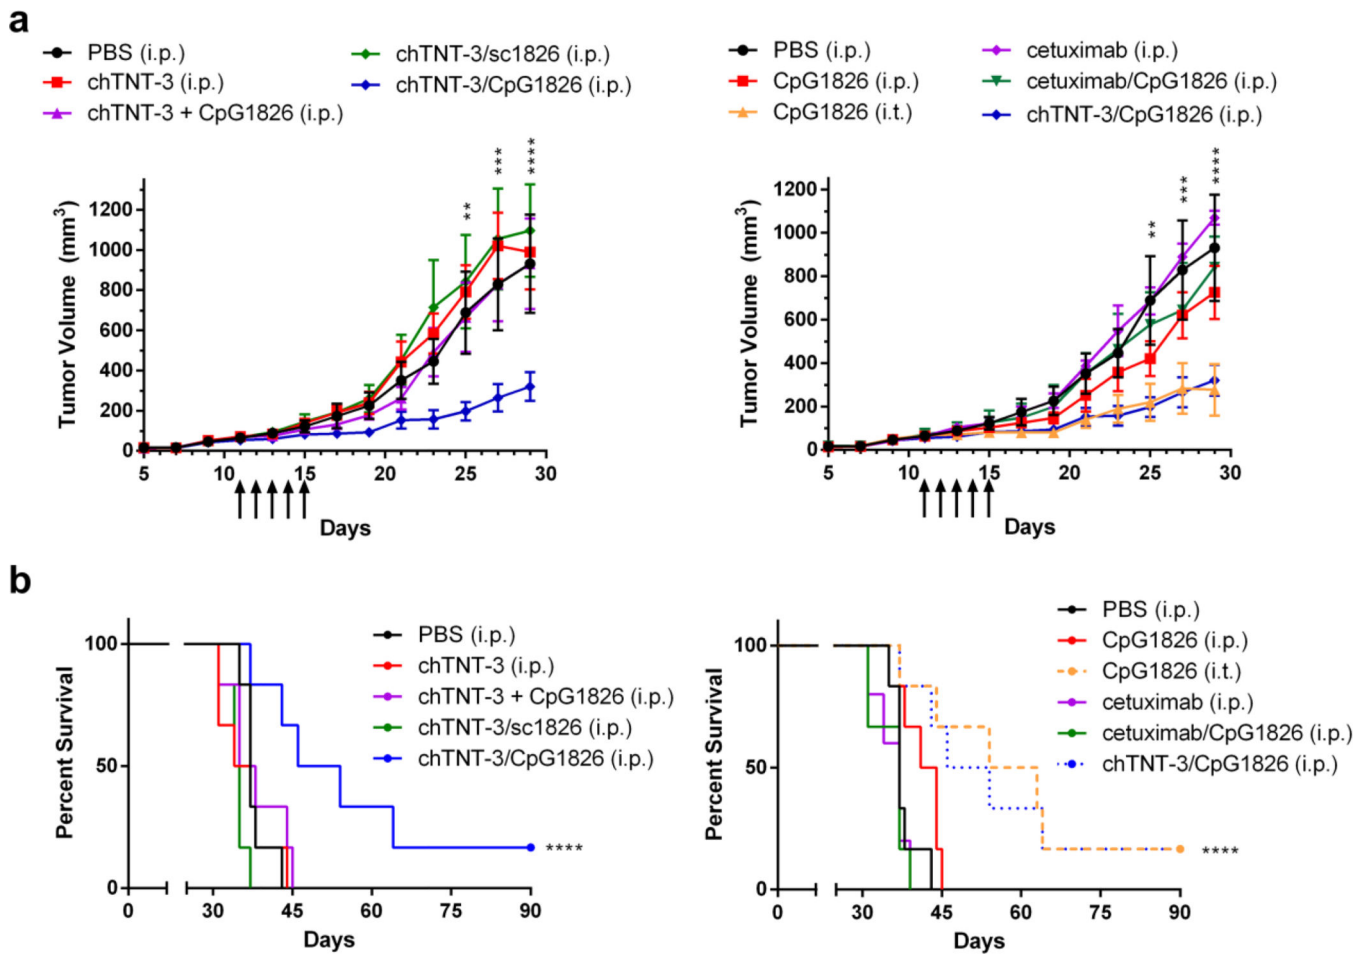 a
PBS (i.p.)
chTNT-3 (i.p.)
chTNT-3 + CpG1826 (i.p.)
chTNT-3/sc1826 (i.p.)
chTNT-3/CpG1826 (i.p.)
Tumor Volume (mm³)
1200
1000
800
600
400
200
0
5 10 15 20 25 30
Days
** *** ****
PBS (i.p.)
CpG1826 (i.p.)
CpG1826 (i.t.)
cetuximab (i.p.)
cetuximab/CpG1826 (i.p.)
chTNT-3/CpG1826 (i.p.)
Tumor Volume (mm³)
1200
1000
800
600
400
200
0
5 10 15 20 25 30
Days
** *** ****
b
PBS (i.p.)
chTNT-3 (i.p.)
chTNT-3 + CpG1826 (i.p.)
chTNT-3/sc1826 (i.p.)
chTNT-3/CpG1826 (i.p.)
Percent Survival
100
50
0
0 30 45 60 75 90
Days
****
PBS (i.p.)
CpG1826 (i.p.)
CpG1826 (i.t.)
cetuximab (i.p.)
cetuximab/CpG1826 (i.p.)
chTNT-3/CpG1826 (i.p.)
Percent Survival
100
50
0
0 30 45 60 75 90
Days
****